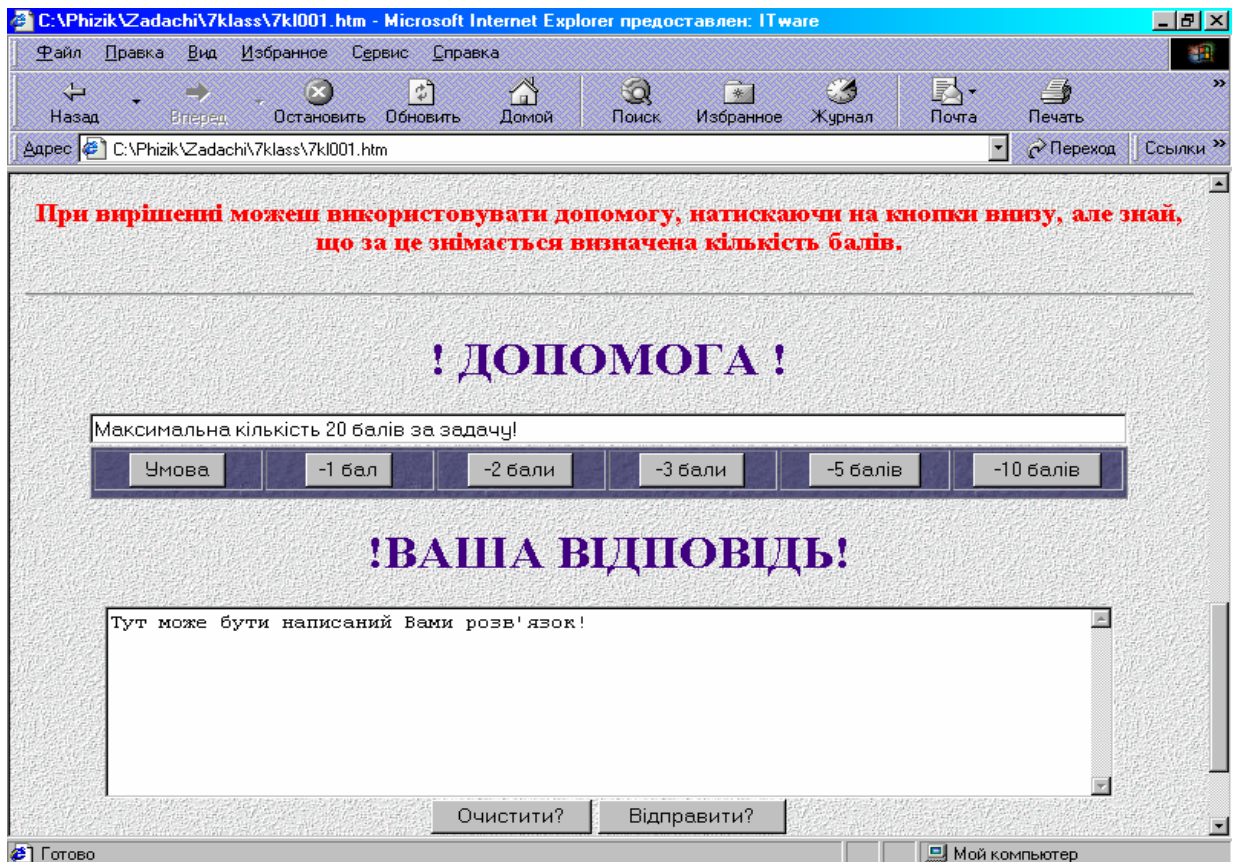 C:\Phizik\Zadachi\7klass\7kl001.htm - Microsoft Internet Explorer предоставлен: ITware
Файл Правка Вид Избранное Сервис Справка
Назад Вперед Остановить Обновить Домой Поиск Избранное Журнал Почта Печать »
Адрес C:\Phizik\Zadachi\7klass\7kl001.htm Переход Ссылки »
При вирішенні можеш використовувати допомогу, натискаючи на кнопки внизу, але знай,
що за це знімається визначена кількість балів.
! ДОПОМОГА !
Максимальна кількість 20 балів за задачу!
Умова -1 бал -2 бали -3 бали -5 балів -10 балів
!ВАША ВІДПОВІДЬ!
Тут може бути написаний Вами розв'язок!
Очистити? Відправити?
Готово Мой компьютер